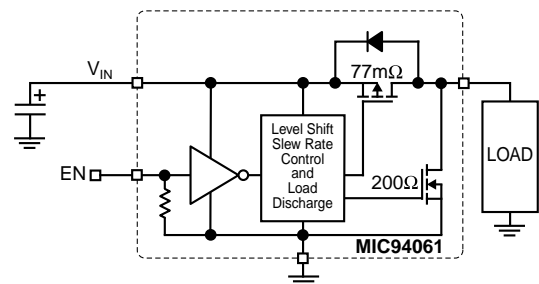 V_IN
77mΩ
+
Level Shift
Slew Rate
Control
and
Load
Discharge
LOAD
EN
200Ω
MIC94061